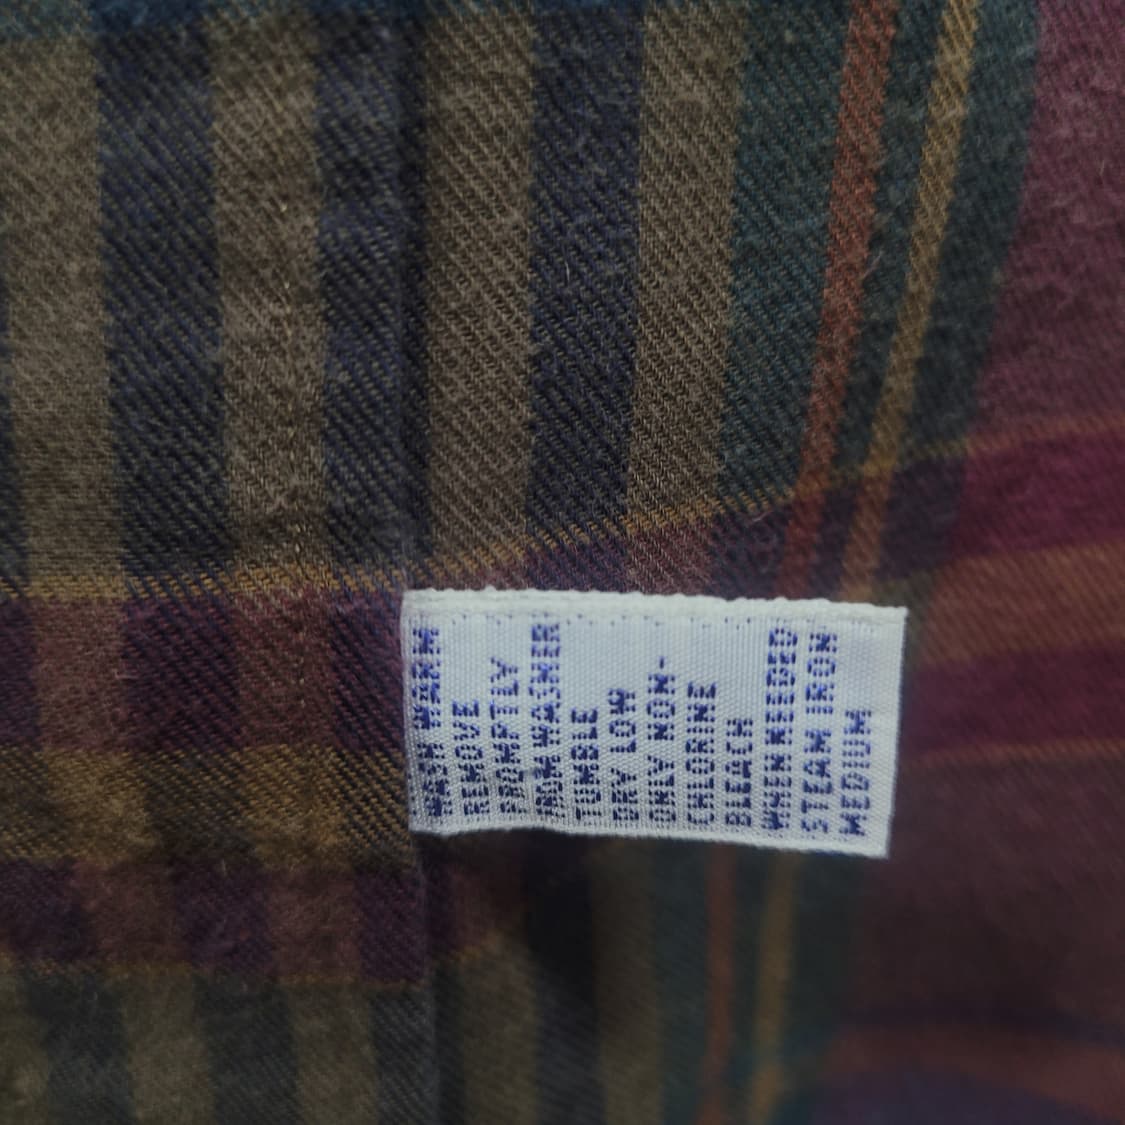 WASH WARM
REMOVE
PROMPTLY
FROM WASHER
TUMBLE
DRY LOW
ONLY NON-
CHLORINE
BLEACH
WHEN NEEDED
STEAM IRON
MEDIUM